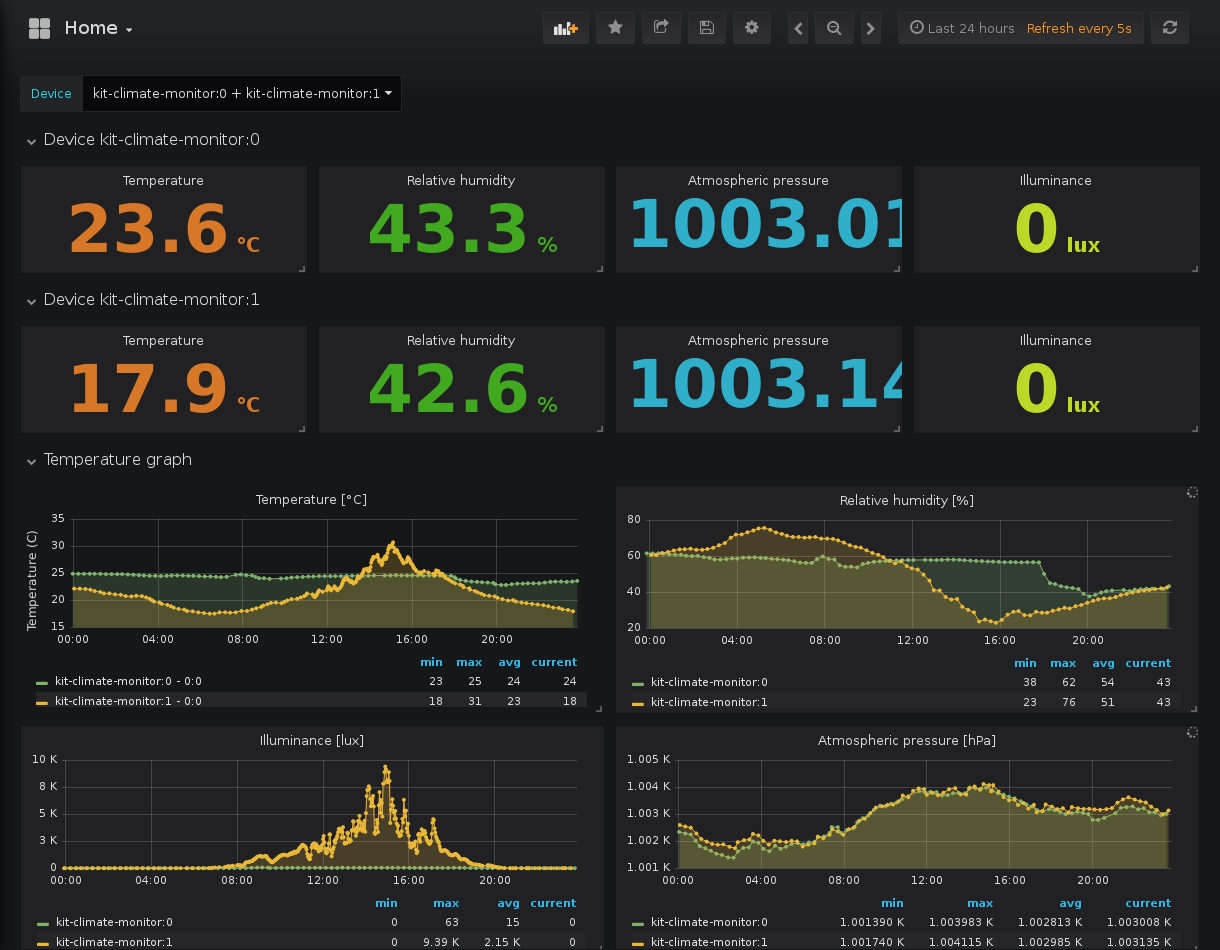 Home
Last 24 hours Refresh every 5s
Device kit-climate-monitor:0 + kit-climate-monitor:1
Device kit-climate-monitor:0
Temperature Relative humidity Atmospheric pressure Illuminance
23.6 °C 43.3 % 1003.01 0 lux
Device kit-climate-monitor:1
Temperature Relative humidity Atmospheric pressure Illuminance
17.9 °C 42.6 % 1003.14 0 lux
Temperature graph
Temperature [°C]
Temperature (C)
35
30
25
20
15
00:00 04:00 08:00 12:00 16:00 20:00
min max avg current
kit-climate-monitor:0 - 0:0 23 25 24 24
kit-climate-monitor:1 - 0:0 18 31 23 18
Relative humidity [%]
80
60
40
20
00:00 04:00 08:00 12:00 16:00 20:00
min max avg current
kit-climate-monitor:0 38 62 54 43
kit-climate-monitor:1 23 76 51 43
Illuminance [lux]
10 K
8 K
5 K
3 K
0
00:00 04:00 08:00 12:00 16:00 20:00
min max avg current
kit-climate-monitor:0 0 63 15 0
kit-climate-monitor:1 0 9.39 K 2.15 K 0
Atmospheric pressure [hPa]
1.005 K
1.004 K
1.003 K
1.002 K
1.001 K
00:00 04:00 08:00 12:00 16:00 20:00
min max avg current
kit-climate-monitor:0 1.001390 K 1.003983 K 1.002813 K 1.003008 K
kit-climate-monitor:1 1.001740 K 1.004115 K 1.002985 K 1.003135 K